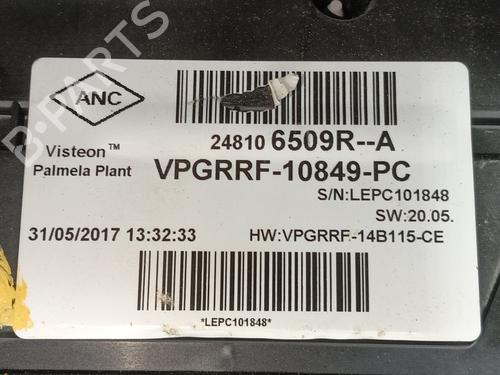 B-PARTS
ANC
24810 6509R--A
Visteon™
Palmela Plant
VPGRRF-10849-PC
S/N:LEPC101848
SW:20.05.
31/05/2017 13:32:33
HW:VPGRRF-14B115-CE
*LEPC101848*